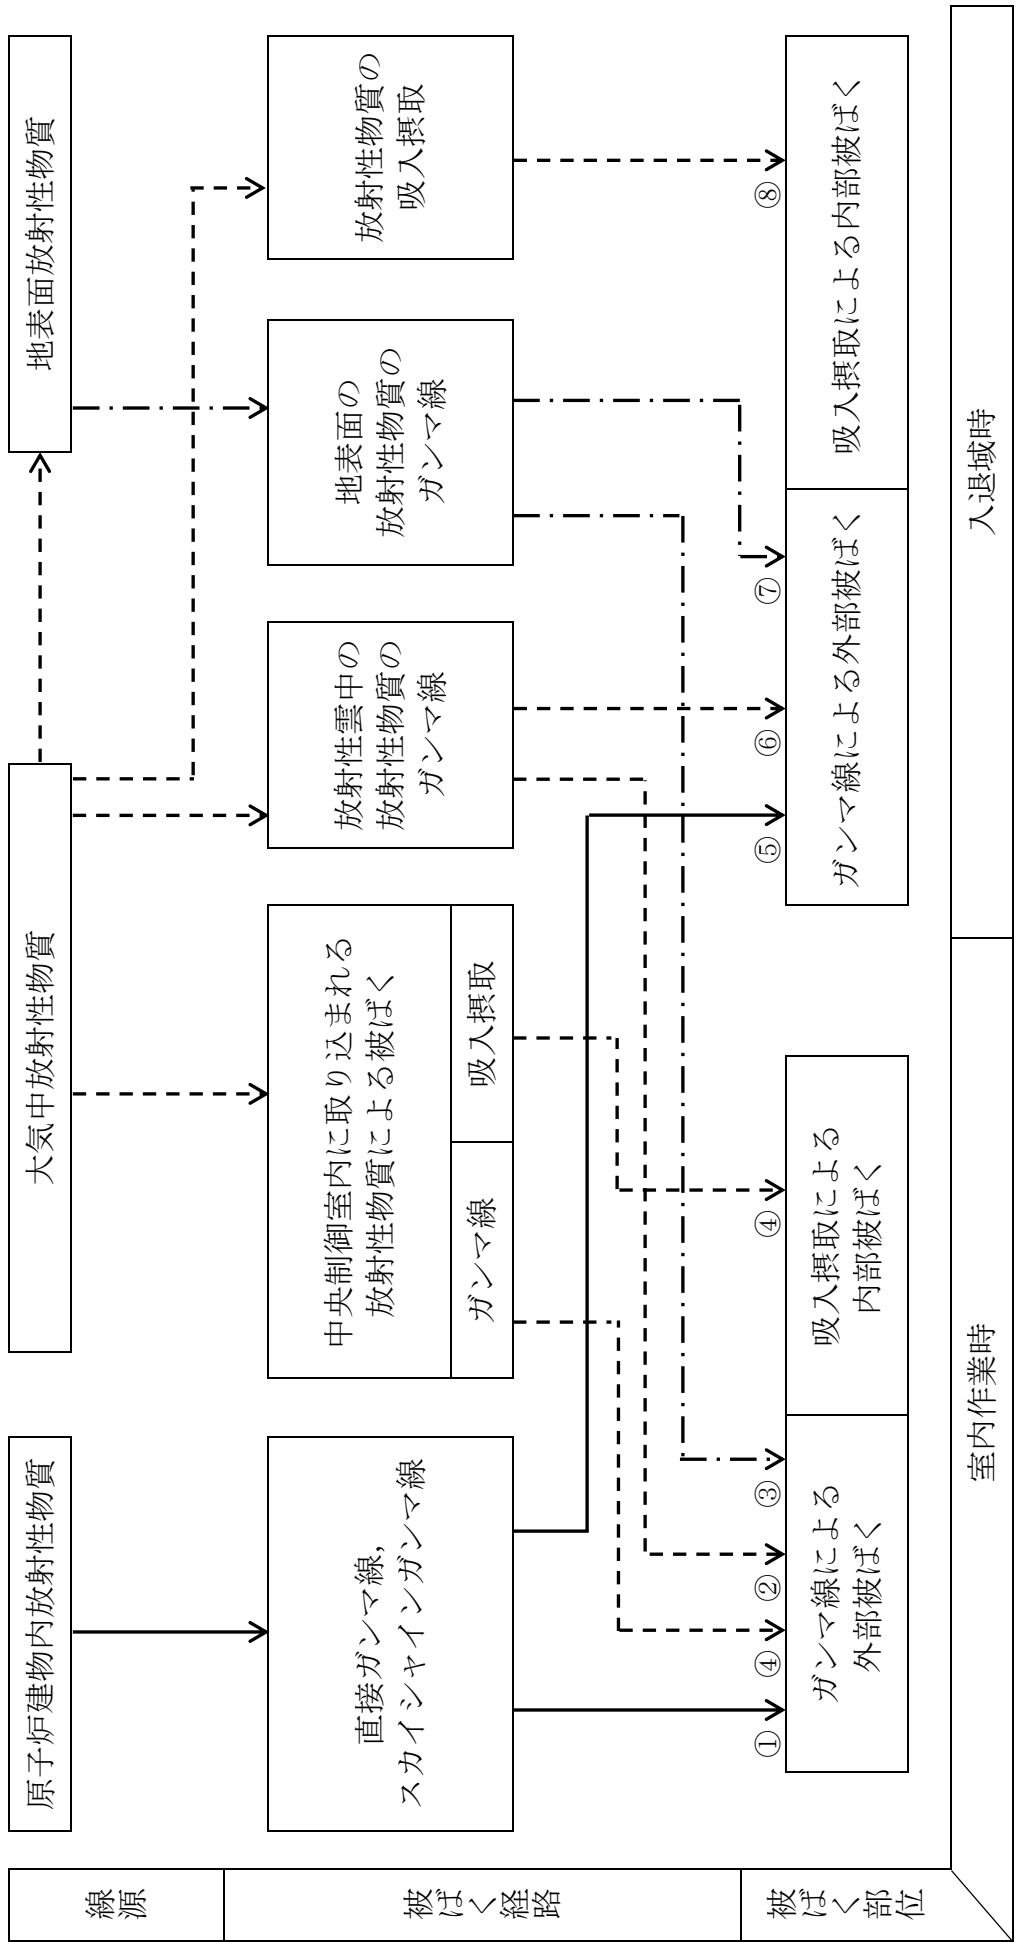 線源
原子炉建物内放射性物質
大気中放射性物質
地表面放射性物質
被ばく経路
直接ガンマ線，
スカイシャインガンマ線
中央制御室内に取り込まれる
放射性物質による被ばく
ガンマ線
吸入摂取
放射性雲中の
放射性物質の
ガンマ線
地表面の
放射性物質の
ガンマ線
放射性物質の
吸入摂取
被ばく部位
①
④
②
③
④
⑤
⑥
⑦
⑧
ガンマ線による
外部被ばく
吸入摂取による
内部被ばく
ガンマ線による外部被ばく
吸入摂取による内部被ばく
室内作業時
入退域時